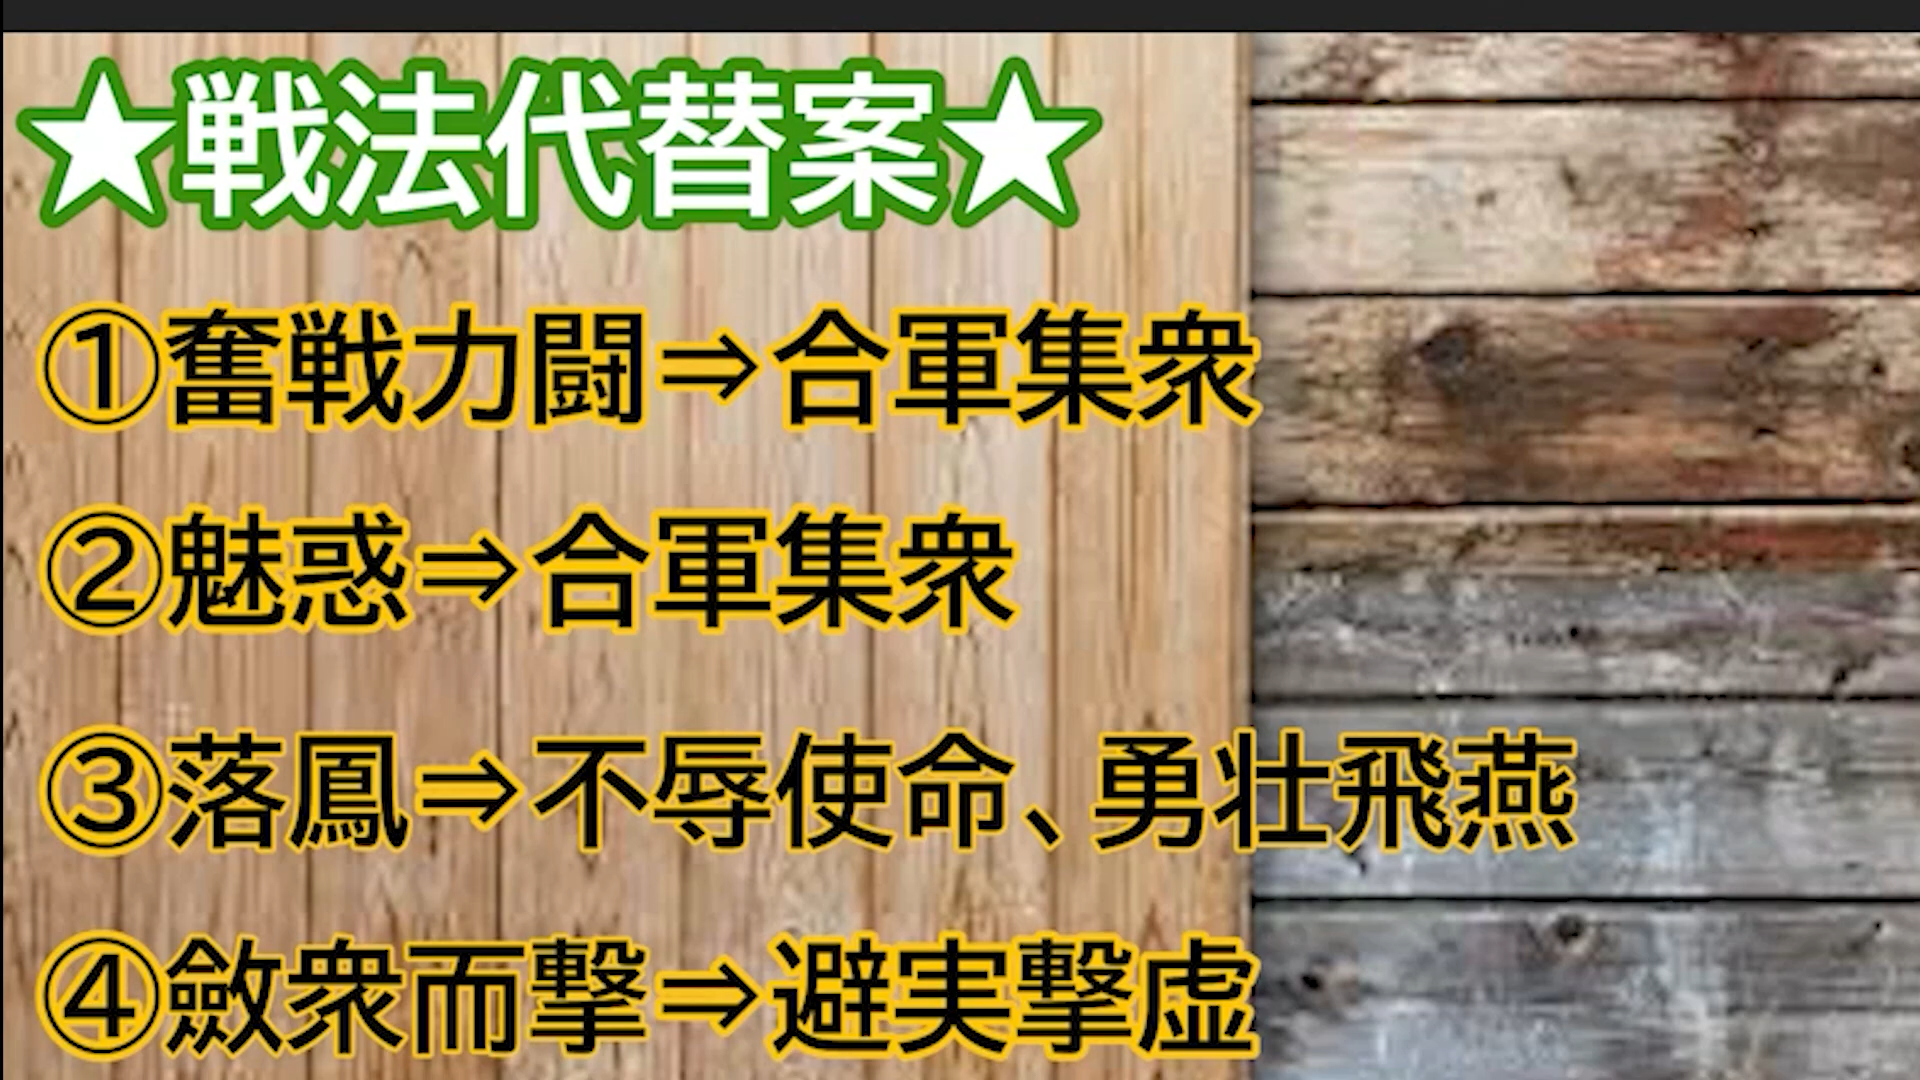 ★戦法代替案★
①奮戦力闘⇒合軍集衆
②魅惑⇒合軍集衆
③落鳳⇒不辱使命、勇壮飛燕
④斂衆而撃⇒避実撃虚